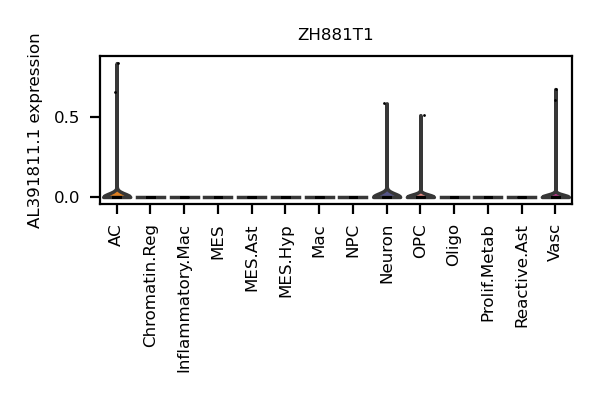 ZH881T1
AL391811.1 expression
0.5
0.0
AC
Chromatin.Reg
Inflammatory.Mac
MES
MES.Ast
MES.Hyp
Mac
NPC
Neuron
OPC
Oligo
Prolif.Metab
Reactive.Ast
Vasc